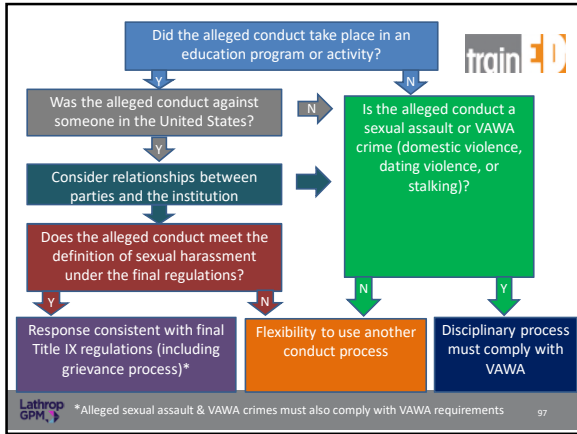 Did the alleged conduct take place in an
education program or activity?
trainED
Y
N
Was the alleged conduct against
someone in the United States?
N
Is the alleged conduct a
sexual assault or VAWA
crime (domestic violence,
dating violence, or
stalking)?
Y
Consider relationships between
parties and the institution
Does the alleged conduct meet the
definition of sexual harassment
under the final regulations?
Y
N
N
Y
Response consistent with final
Title IX regulations (including
grievance process)*
Flexibility to use another
conduct process
Disciplinary process
must comply with
VAWA
Lathrop
GPM
*Alleged sexual assault & VAWA crimes must also comply with VAWA requirements
97